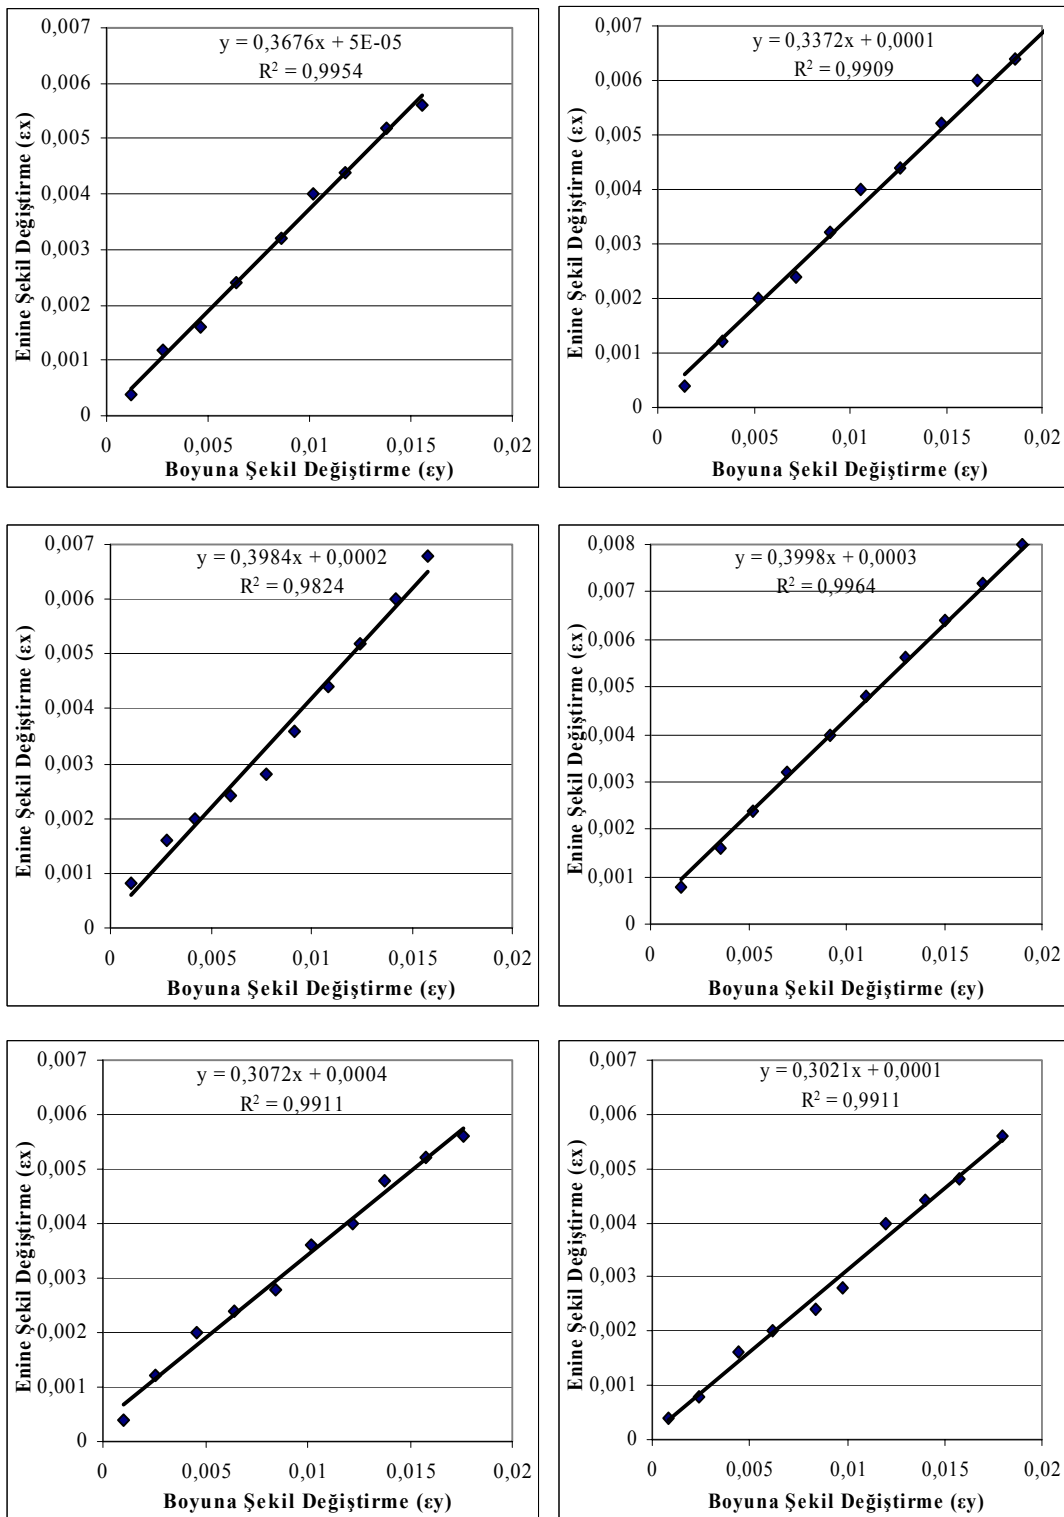 0,007
y = 0,3676x + 5E-05
R² = 0,9954
0,006
0,005
0,004
0,003
0,002
0,001
0
Enine Şekil Değiştirme (εx)
0 0,005 0,01 0,015 0,02
Boyuna Şekil Değiştirme (εy)
0,007
y = 0,3372x + 0,0001
R² = 0,9909
0,006
0,005
0,004
0,003
0,002
0,001
0
Enine Şekil Değiştirme (εx)
0 0,005 0,01 0,015 0,02
Boyuna Şekil Değiştirme (εy)
0,007
y = 0,3984x + 0,0002
R² = 0,9824
0,006
0,005
0,004
0,003
0,002
0,001
0
Enine Şekil Değiştirme (εx)
0 0,005 0,01 0,015 0,02
Boyuna Şekil Değiştirme (εy)
0,008
y = 0,3998x + 0,0003
R² = 0,9964
0,007
0,006
0,005
0,004
0,003
0,002
0,001
0
Enine Şekil Değiştirme (εx)
0 0,005 0,01 0,015 0,02
Boyuna Şekil Değiştirme (εy)
0,007
y = 0,3072x + 0,0004
R² = 0,9911
0,006
0,005
0,004
0,003
0,002
0,001
0
Enine Şekil Değiştirme (εx)
0 0,005 0,01 0,015 0,02
Boyuna Şekil Değiştirme (εy)
0,007
y = 0,3021x + 0,0001
R² = 0,9911
0,006
0,005
0,004
0,003
0,002
0,001
0
Enine Şekil Değiştirme (εx)
0 0,005 0,01 0,015 0,02
Boyuna Şekil Değiştirme (εy)